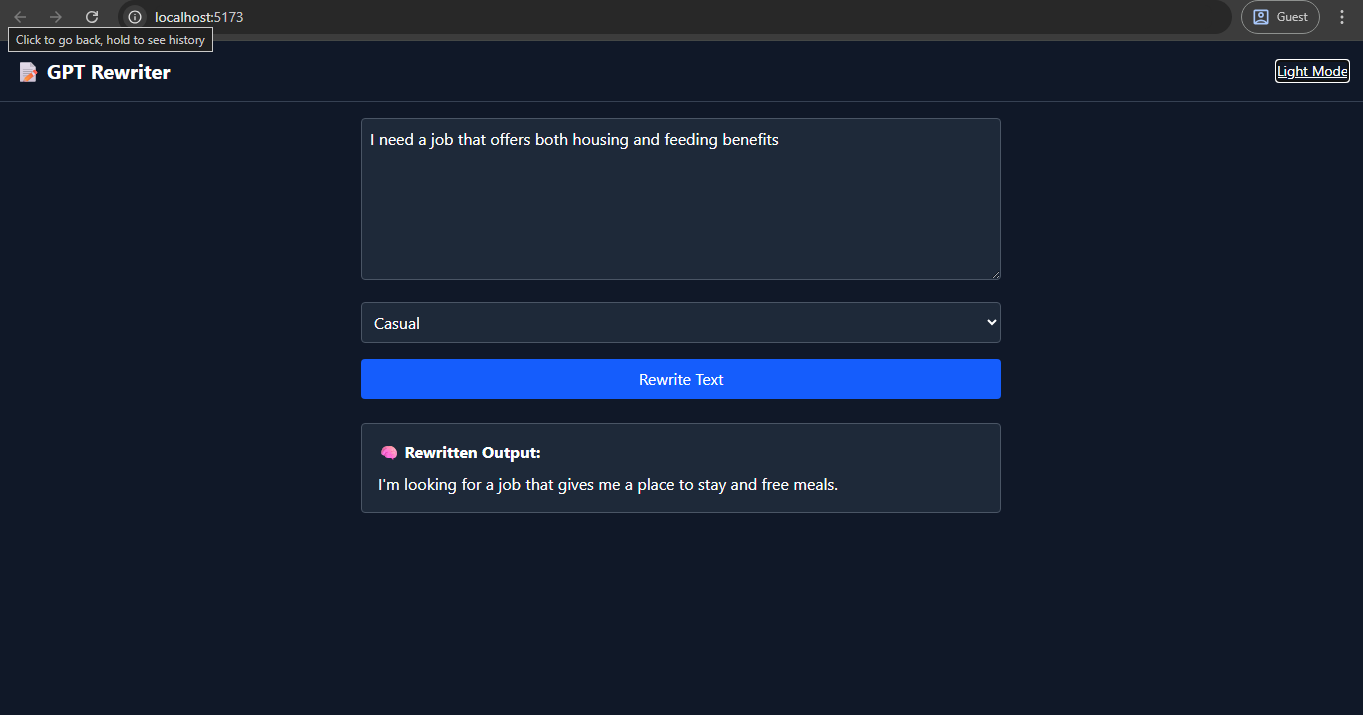 localhost:5173
Guest
Click to go back, hold to see history
GPT Rewriter
Light Mode
I need a job that offers both housing and feeding benefits
Casual
Rewrite Text
Rewritten Output:
I'm looking for a job that gives me a place to stay and free meals.